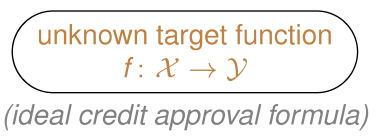 unknown target function
f : 𝒳 → 𝒴
(ideal credit approval formula)